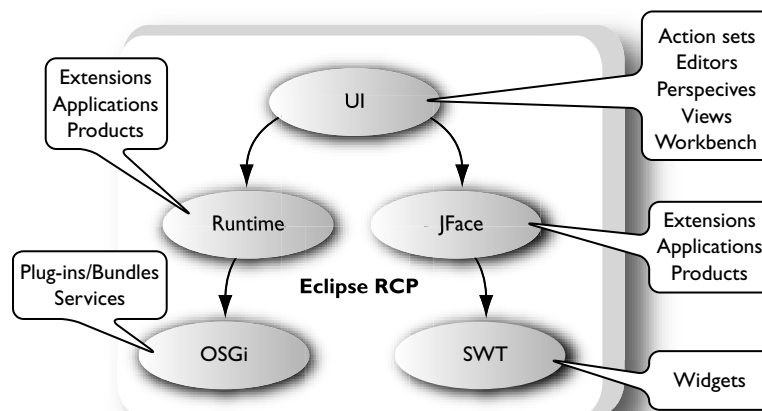 Action sets
Editors
Perspecives
Views
Workbench
Extensions
Applications
Products
UI
Runtime
JFace
Extensions
Applications
Products
Plug-ins/Bundles
Services
Eclipse RCP
OSGi
SWT
Widgets